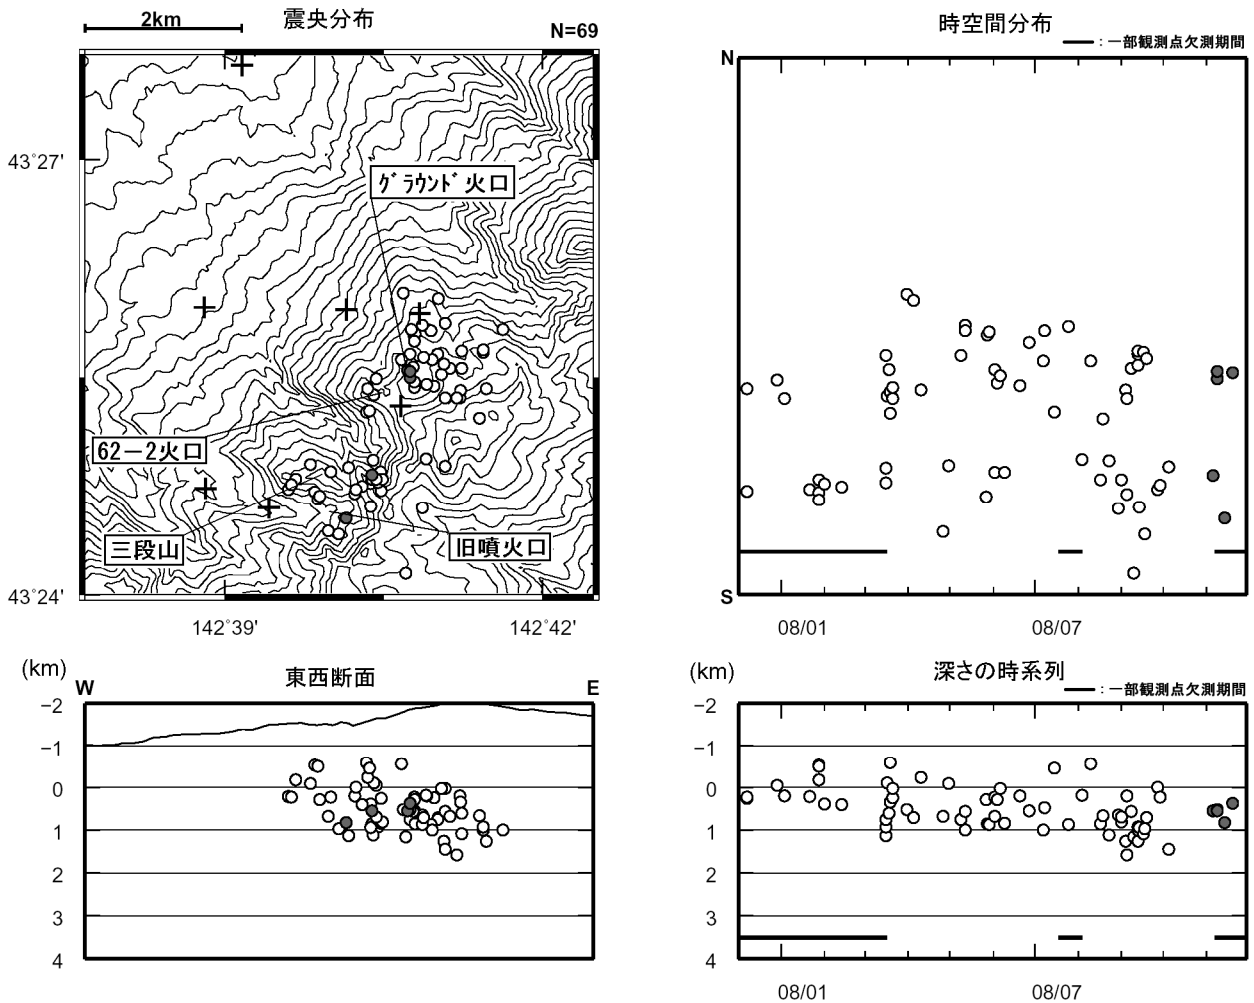 2km
震央分布
N=69
43°27'
43°24'
142°39'
142°42'
ｸﾞﾗｳﾝﾄﾞ火口
62－2火口
三段山
旧噴火口
時空間分布
━━：一部観測点欠測期間
N
S
08/01
08/07
(km)
東西断面
W
E
−2
−1
0
1
2
3
4
(km)
深さの時系列
━━：一部観測点欠測期間
−2
−1
0
1
2
3
4
08/01
08/07